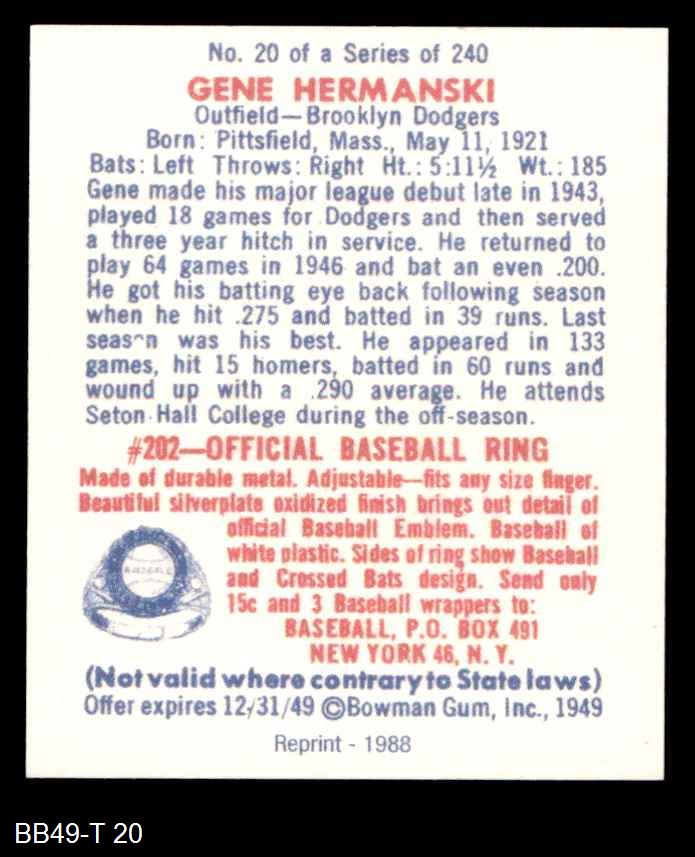 No. 20 of a Series of 240
GENE HERMANSKI
Outfield—Brooklyn Dodgers
Born: Pittsfield, Mass., May 11, 1921
Bats: Left Throws: Right Ht.: 5:11½ Wt.: 185
Gene made his major league debut late in 1943,
played 18 games for Dodgers and then served
a three year hitch in service. He returned to
play 64 games in 1946 and bat an even .200.
He got his batting eye back following season
when he hit .275 and batted in 39 runs. Last
seas^n was his best. He appeared in 133
games, hit 15 homers, batted in 60 runs and
wound up with a .290 average. He attends
Seton Hall College during the off-season.
#202—OFFICIAL BASEBALL RING
Made of durable metal. Adjustable—fits any size finger.
Beautiful silverplate oxidized finish brings out detail of
official Baseball Emblem. Baseball of
white plastic. Sides of ring show Baseball
and Crossed Bats design. Send only
15c and 3 Baseball wrappers to:
BASEBALL, P.O. BOX 491
NEW YORK 46, N. Y.
(Not valid where contrary to State laws)
Offer expires 12/31/49 ©Bowman Gum, Inc., 1949
Reprint - 1988
BB49-T 20